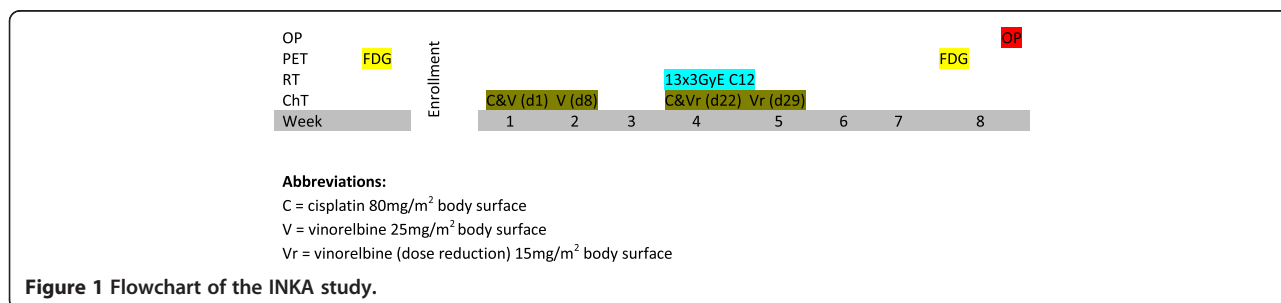 OP OP
PET FDG FDG
RT 13x3GyE C12
ChT C&V (d1) V (d8) C&Vr (d22) Vr (d29)
Enrollment
Week 1 2 3 4 5 6 7 8
Abbreviations:
C = cisplatin 80mg/m² body surface
V = vinorelbine 25mg/m² body surface
Vr = vinorelbine (dose reduction) 15mg/m² body surface
Figure 1 Flowchart of the INKA study.